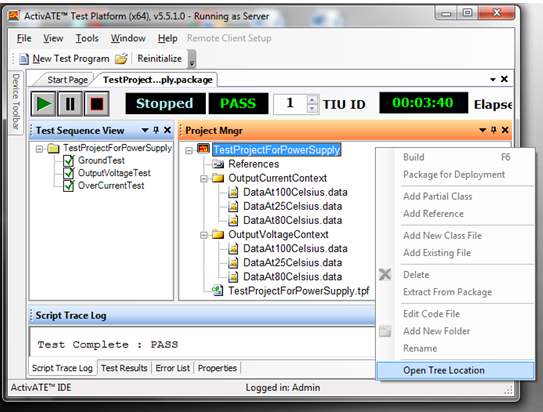 ActivATE™ Test Platform (x64), v5.5.1.0 - Running as Server
File View Tools Window Help Remote Client Setup
New Test Program Reinitialize
Device Toolbar
Start Page TestProject...ply.package
Stopped PASS 1 TIU ID 00:03:40 Elapse
Test Sequence View
TestProjectForPowerSupply
GroundTest
OutputVoltageTest
OverCurrentTest
Project Mngr
TestProjectForPowerSupply
References
OutputCurrentContext
DataAt100Celsius.data
DataAt25Celsius.data
DataAt80Celsius.data
OutputVoltageContext
DataAt100Celsius.data
DataAt25Celsius.data
DataAt80Celsius.data
TestProjectForPowerSupply.tpf
Build F6
Package for Deployment
Add Partial Class
Add Reference
Add New Class File
Add Existing File
Delete
Extract From Package
Edit Code File
Add New Folder
Rename
Open Tree Location
Script Trace Log
Test Complete : PASS
Script Trace Log Test Results Error List Properties
ActivATE™ IDE Logged in: Admin